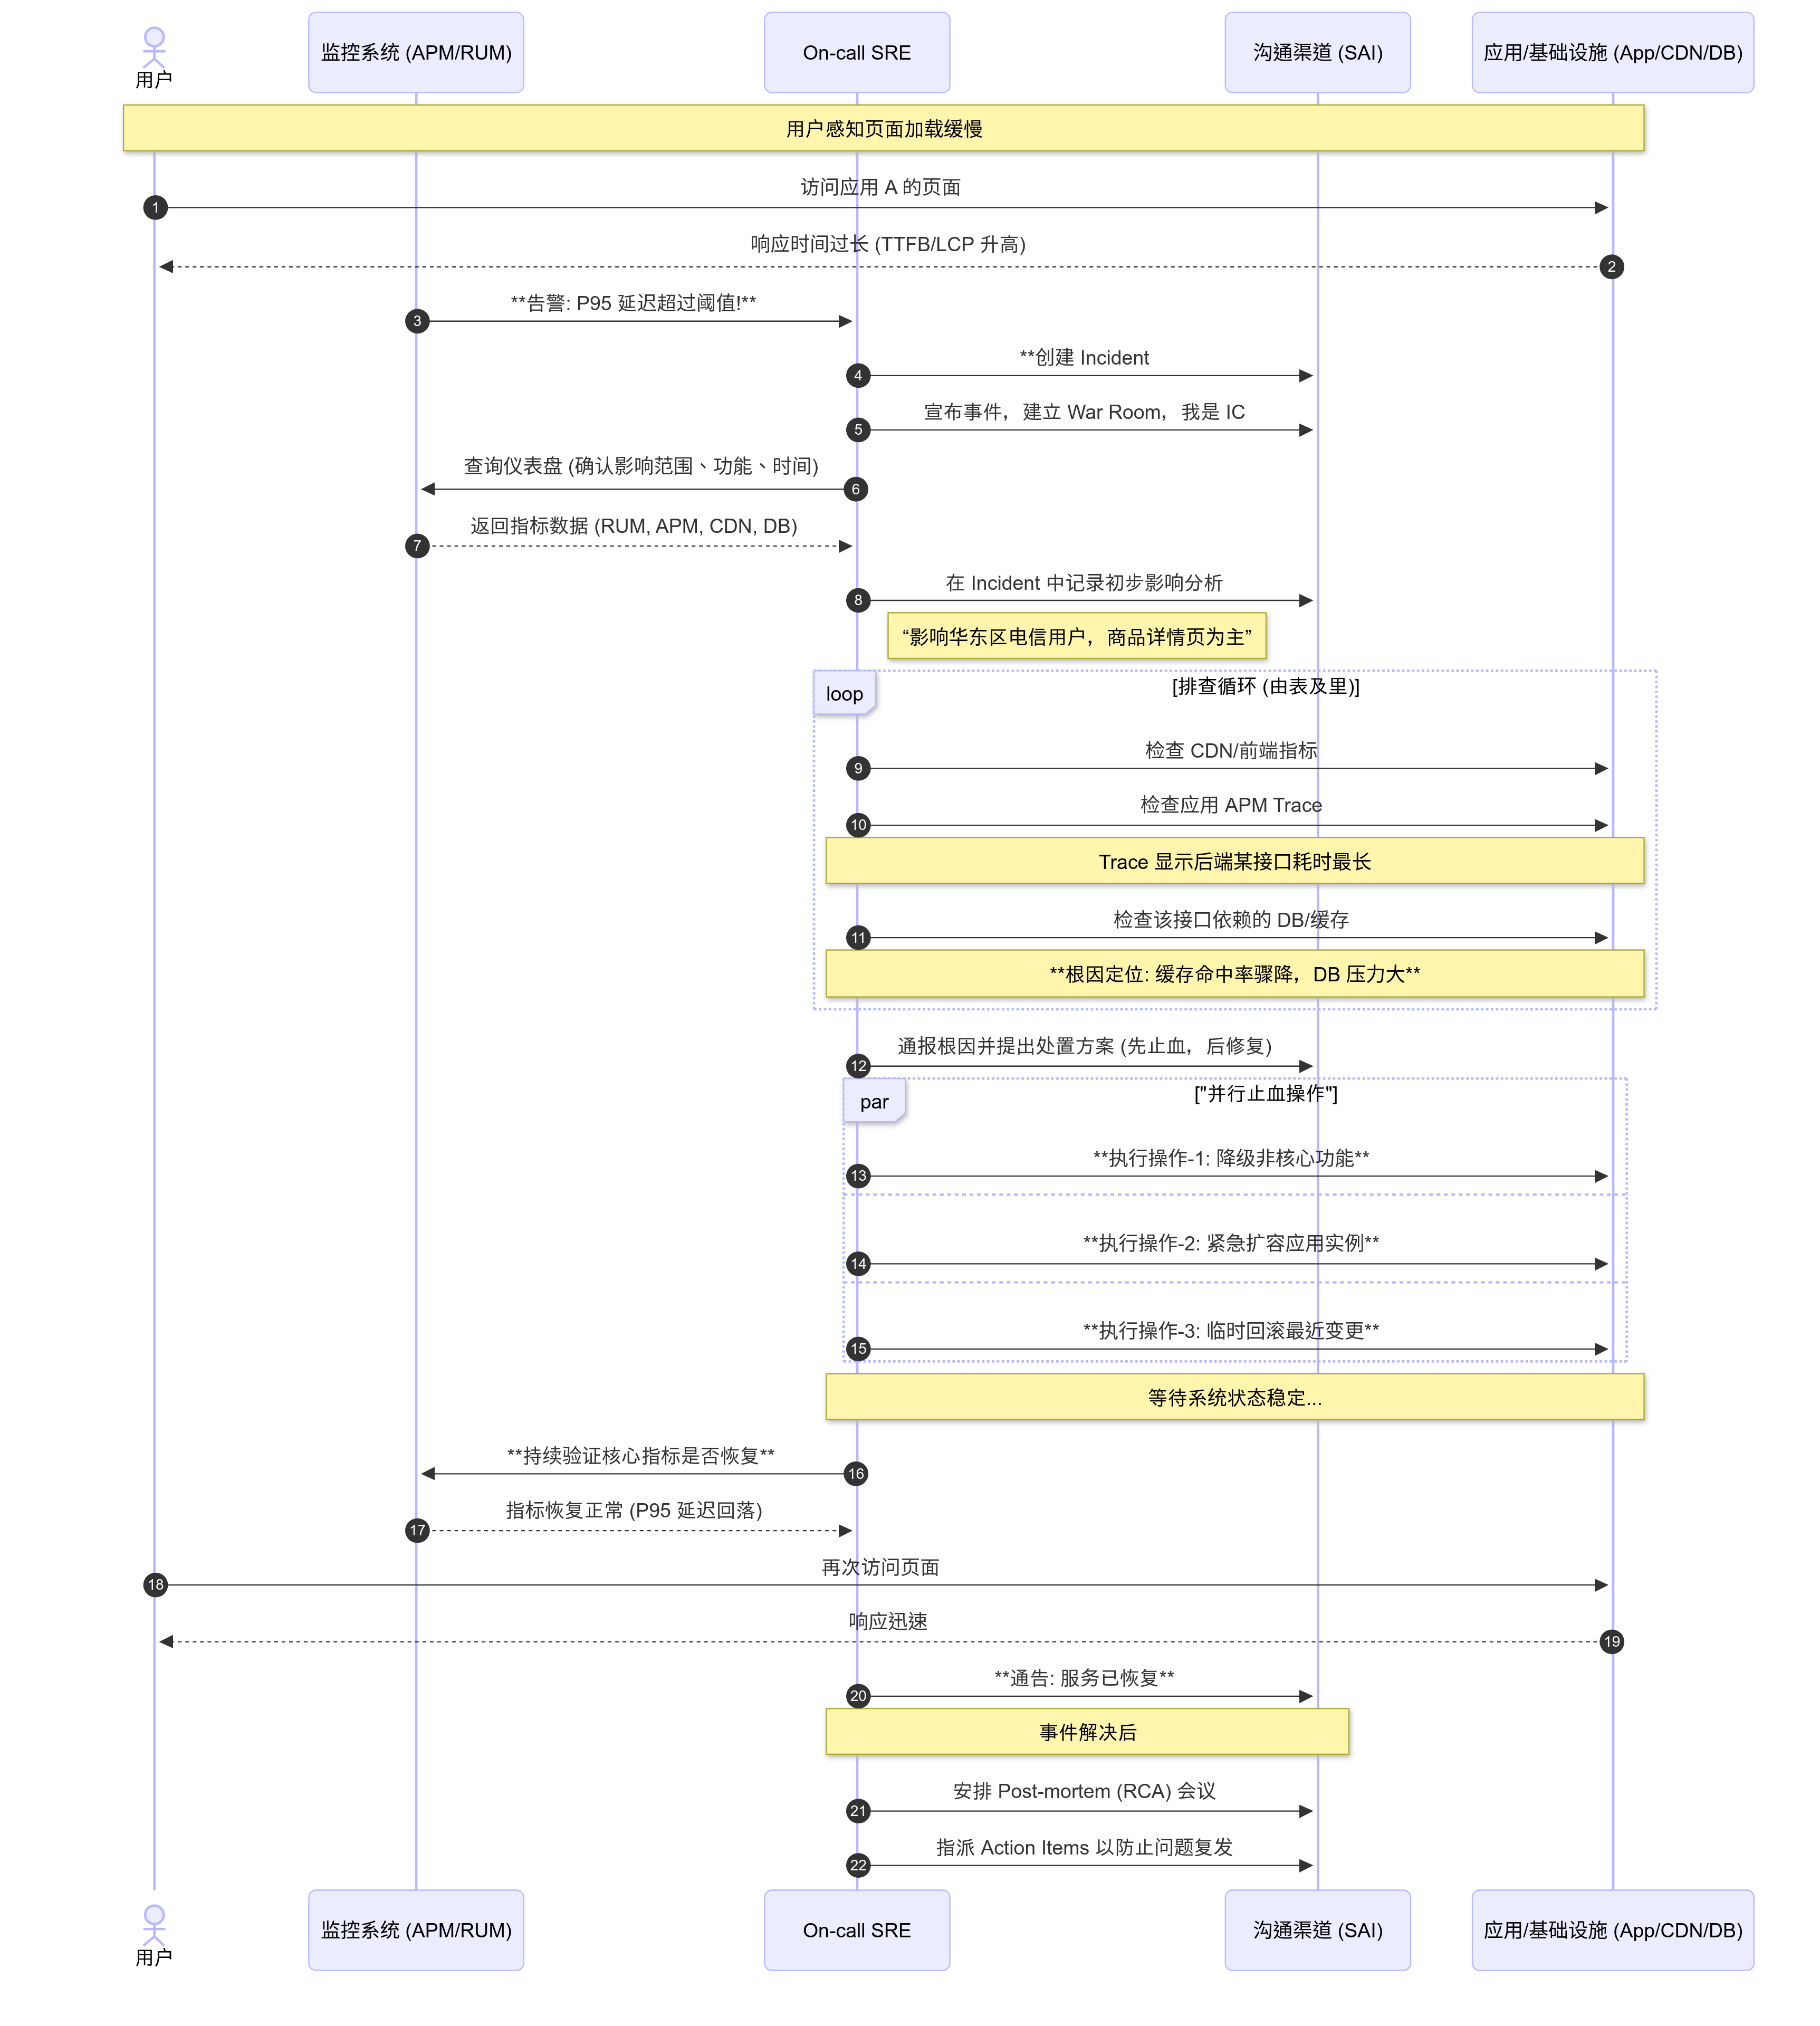 用户
监控系统 (APM/RUM)
On-call SRE
沟通渠道 (SAI)
应用/基础设施 (App/CDN/DB)
用户感知页面加载缓慢
访问应用 A 的页面
1
响应时间过长 (TTFB/LCP 升高)
2
**告警: P95 延迟超过阈值!**
3
**创建 Incident
4
宣布事件，建立 War Room，我是 IC
5
查询仪表盘 (确认影响范围、功能、时间)
6
返回指标数据 (RUM, APM, CDN, DB)
7
在 Incident 中记录初步影响分析
8
“影响华东区电信用户，商品详情页为主”
loop
[排查循环 (由表及里)]
检查 CDN/前端指标
9
检查应用 APM Trace
10
Trace 显示后端某接口耗时最长
检查该接口依赖的 DB/缓存
11
**根因定位: 缓存命中率骤降，DB 压力大**
通报根因并提出处置方案 (先止血，后修复)
12
par
["并行止血操作"]
**执行操作-1: 降级非核心功能**
13
**执行操作-2: 紧急扩容应用实例**
14
**执行操作-3: 临时回滚最近变更**
15
等待系统状态稳定...
**持续验证核心指标是否恢复**
16
指标恢复正常 (P95 延迟回落)
17
再次访问页面
18
响应迅速
19
**通告: 服务已恢复**
20
事件解决后
安排 Post-mortem (RCA) 会议
21
指派 Action Items 以防止问题复发
22
用户
监控系统 (APM/RUM)
On-call SRE
沟通渠道 (SAI)
应用/基础设施 (App/CDN/DB)